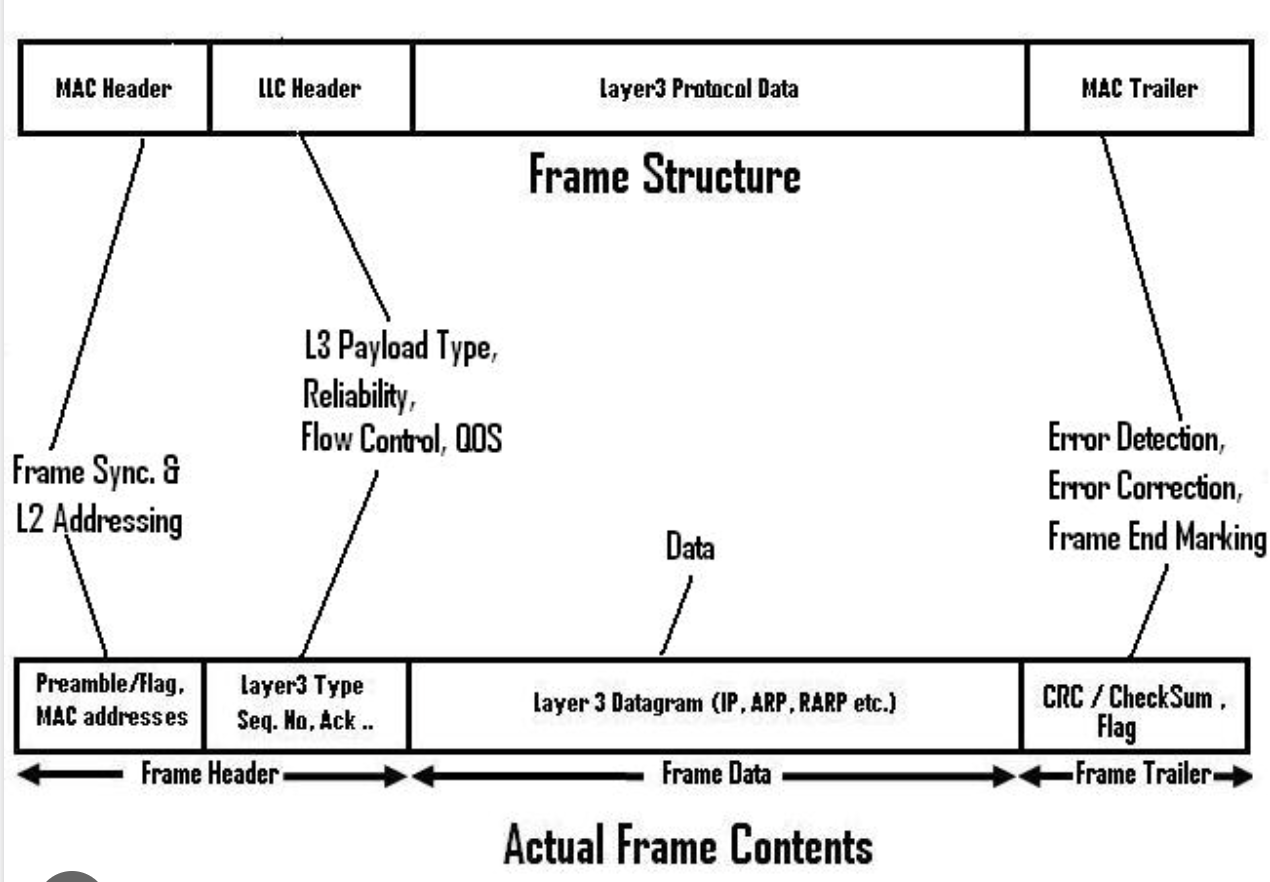 MAC Header
LLC Header
Layer3 Protocol Data
MAC Trailer
Frame Structure
L3 Payload Type,
Reliability,
Flow Control, QOS
Frame Sync. &
L2 Addressing
Error Detection,
Error Correction,
Frame End Marking
Data
Preamble/Flag,
MAC addresses
Layer3 Type
Seq. No, Ack ..
Layer 3 Datagram (IP, ARP, RARP etc.)
CRC / CheckSum ,
Flag
Frame Header
Frame Data
Frame Trailer
Actual Frame Contents